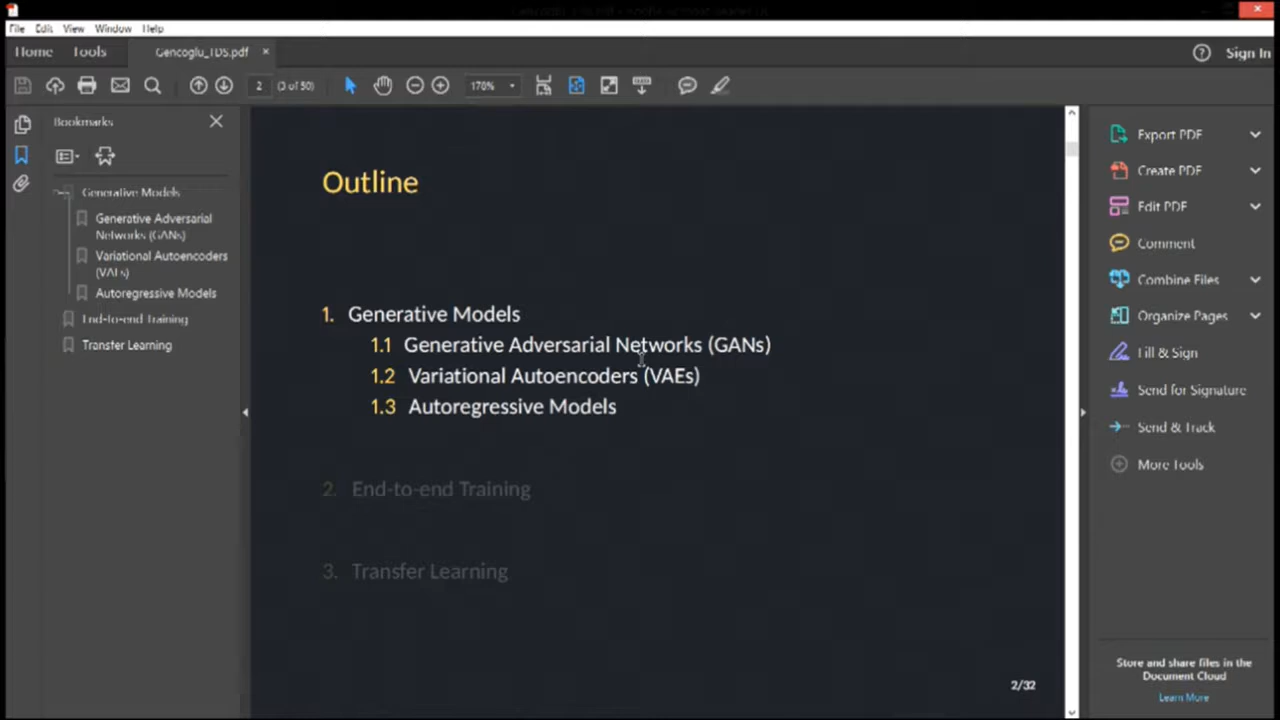 File Edit View Window Help
Home Tools Gencoglu_TDS.pdf × Sign In
2 (3 of 50) 170%
Bookmarks
Generative Models
Generative Adversarial
Networks (GANs)
Variational Autoencoders
(VAEs)
Autoregressive Models
End-to-end Training
Transfer Learning
Outline
1. Generative Models
1.1 Generative Adversarial Networks (GANs)
1.2 Variational Autoencoders (VAEs)
1.3 Autoregressive Models
2. End-to-end Training
3. Transfer Learning
2/32
Export PDF
Create PDF
Edit PDF
Comment
Combine Files
Organize Pages
Fill & Sign
Send for Signature
Send & Track
More Tools
Store and share files in the
Document Cloud
Learn More